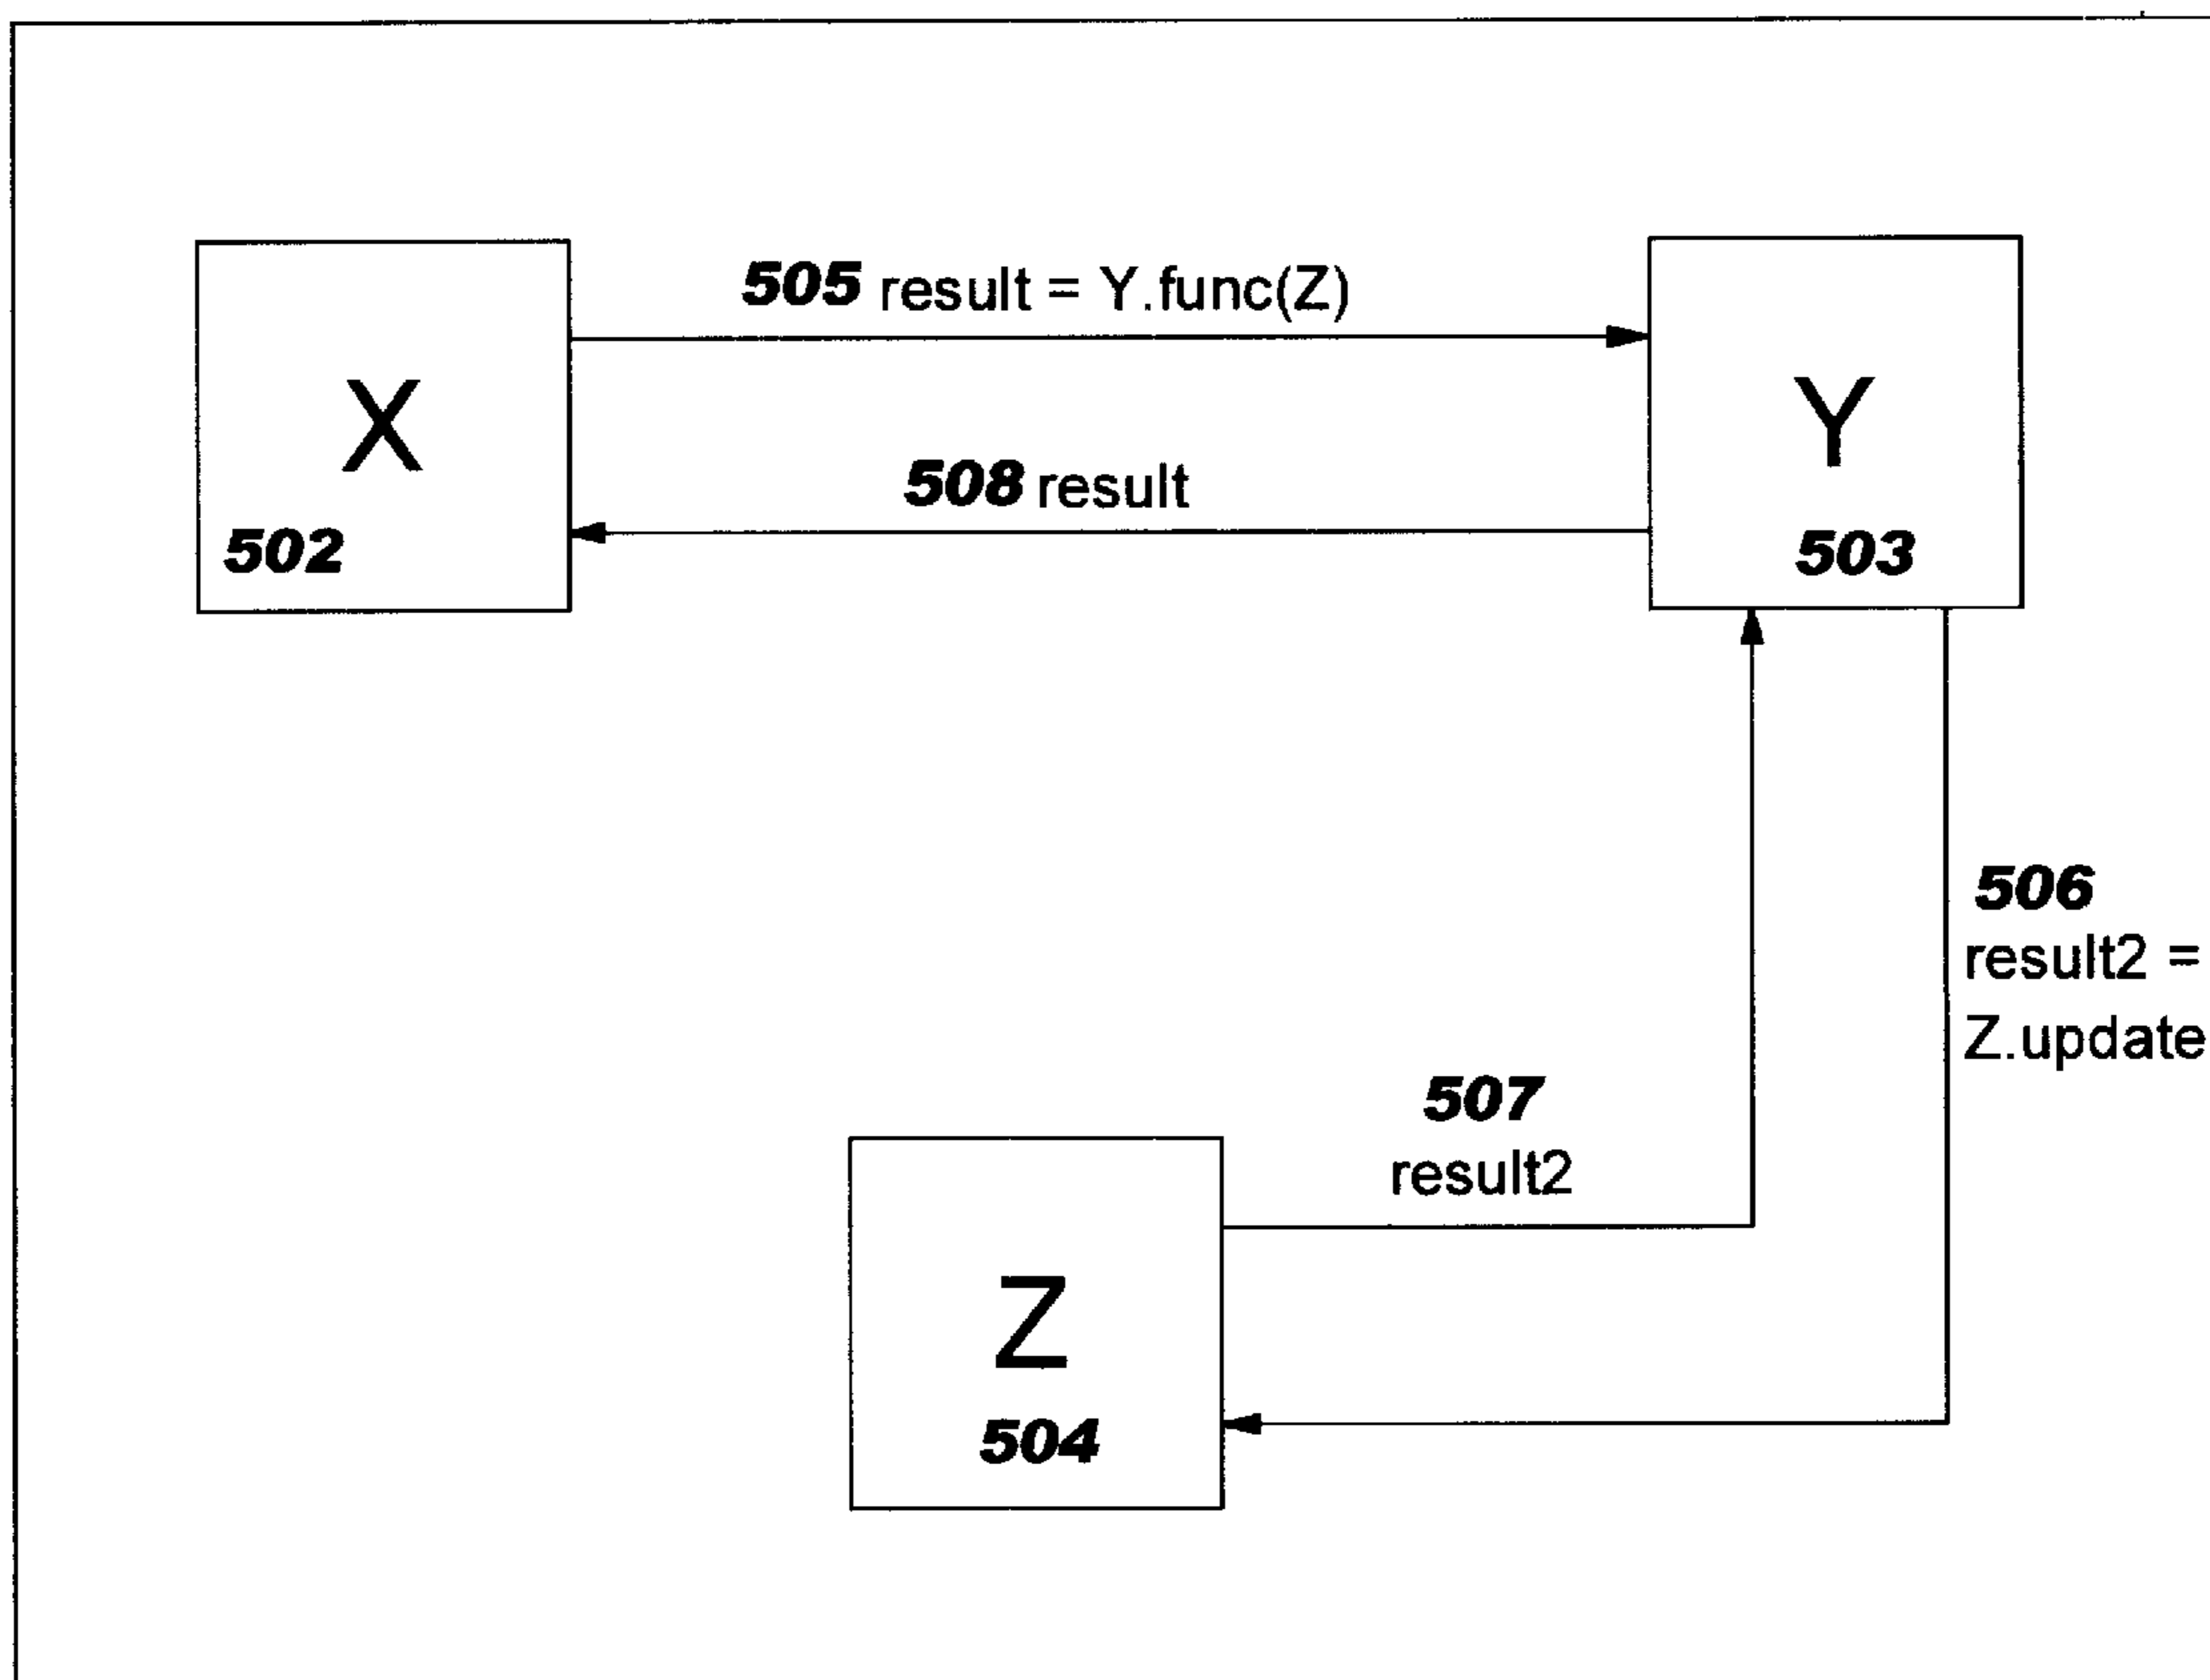 505 result = Y.func(Z)
X
Y
508 result
502
503
506
result2 =
Z.update
507
result2
Z
504